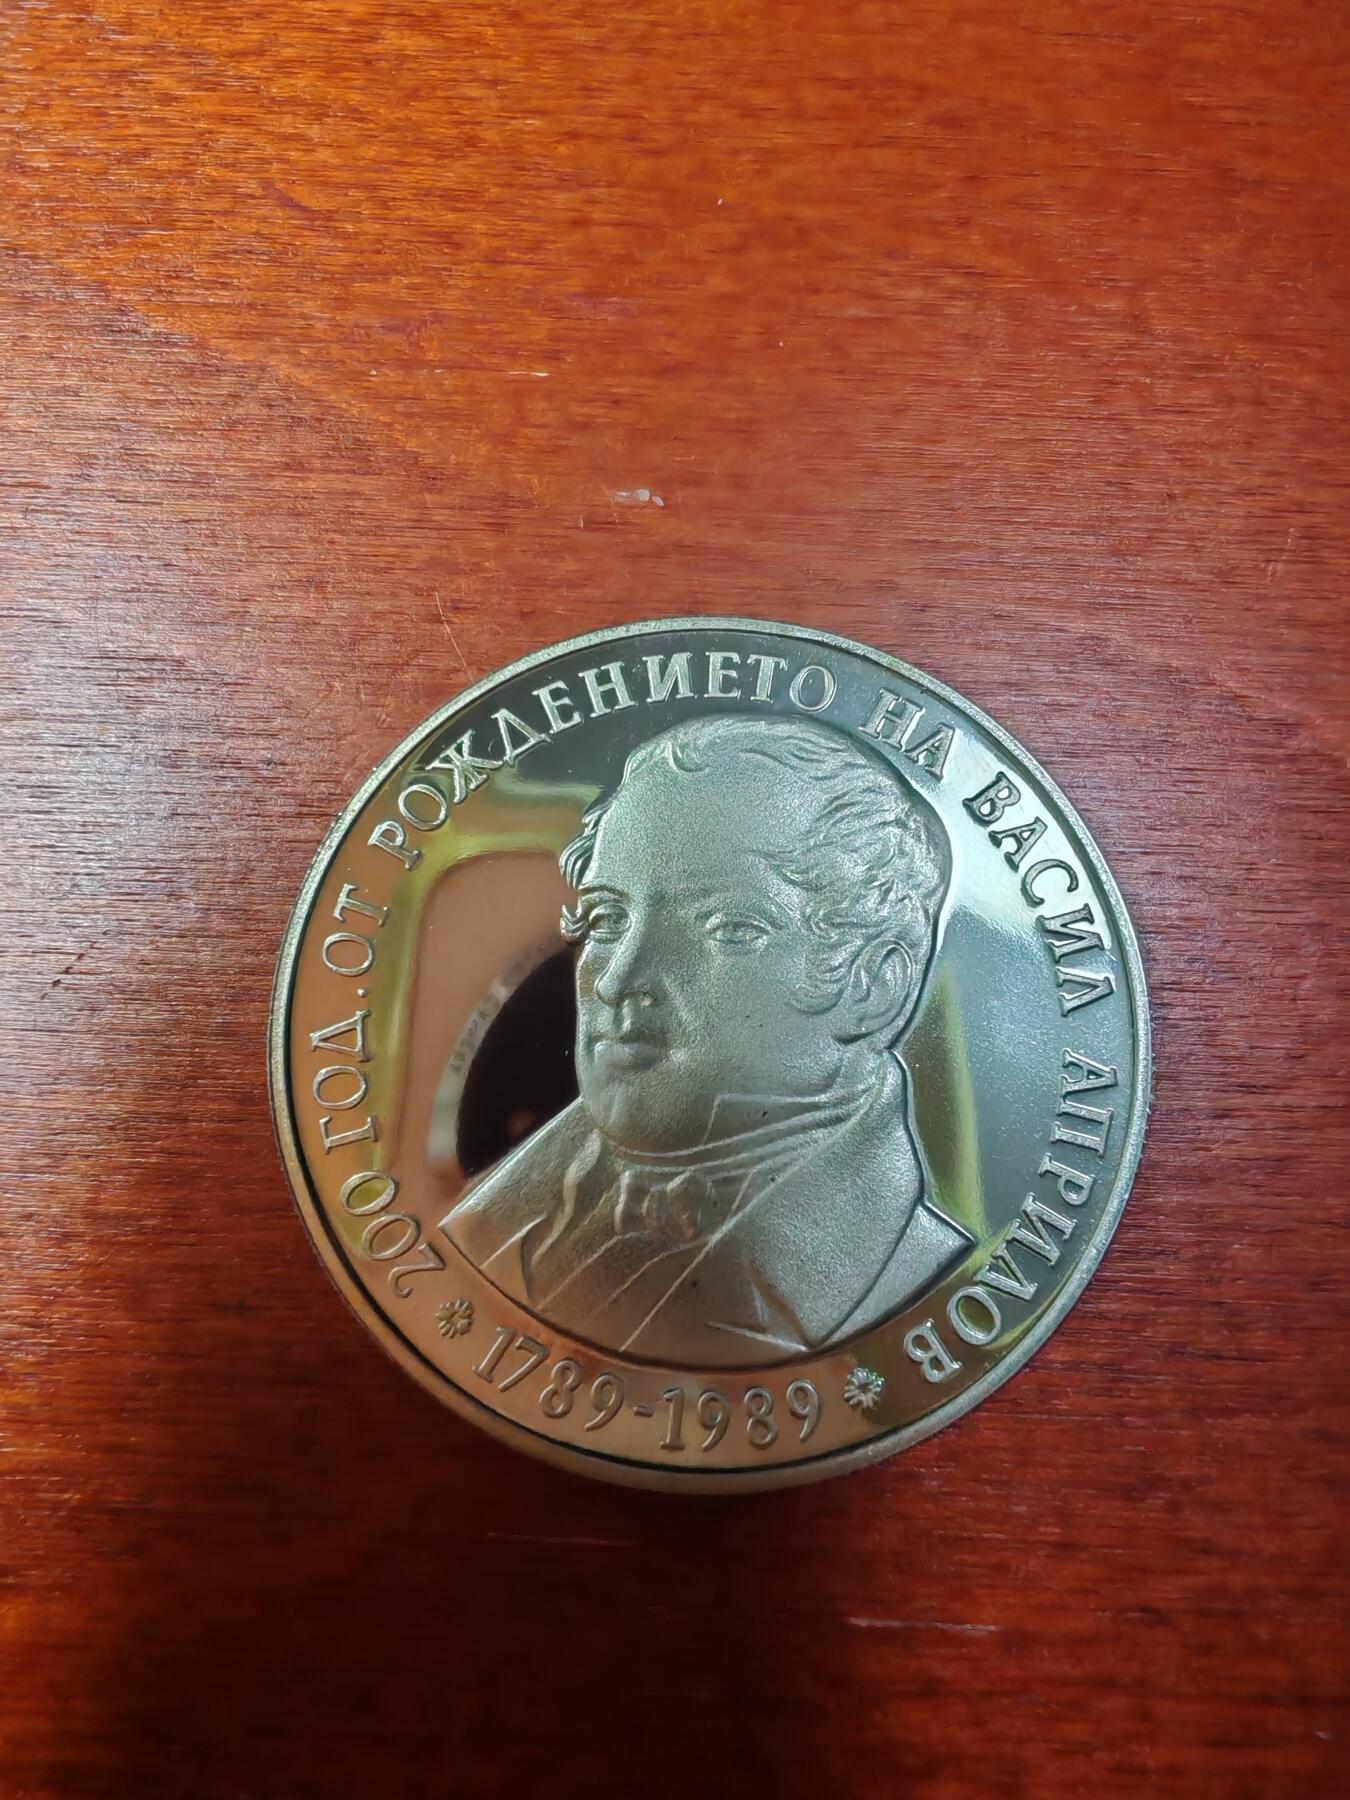 200 ГОД. ОТ РОЖДЕНИЕТО НА ВАСИЛ АПРИЛОВ
1789-1989